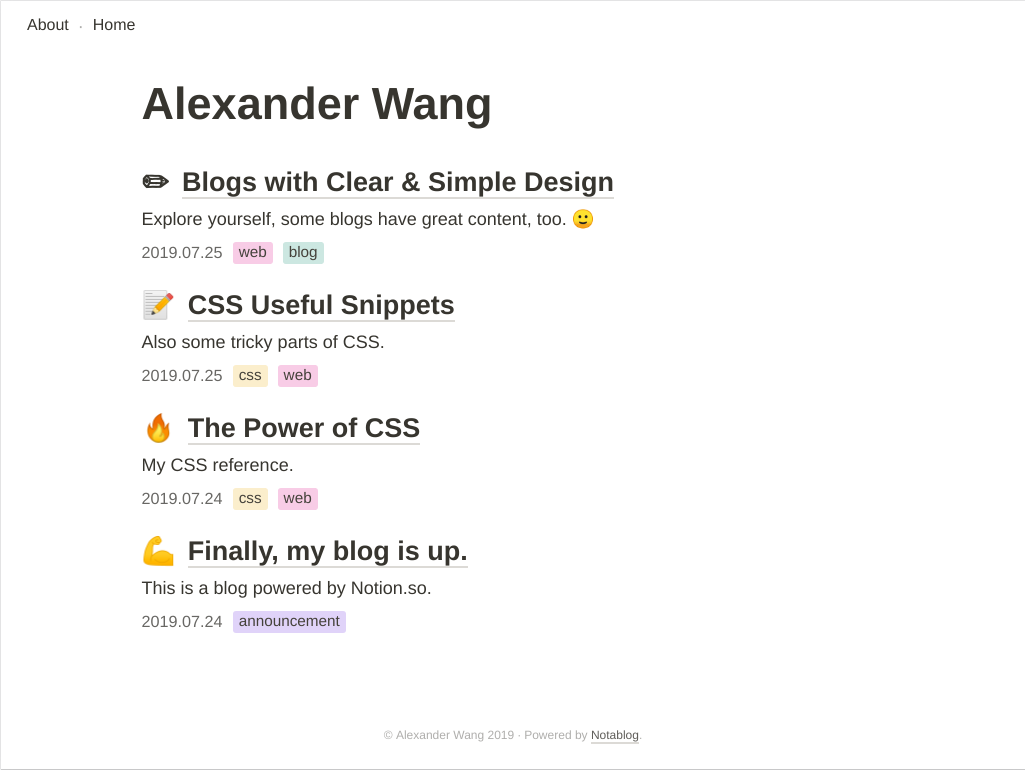 About · Home
Alexander Wang
✏ Blogs with Clear & Simple Design
Explore yourself, some blogs have great content, too. 🙂
2019.07.25 web blog
📝 CSS Useful Snippets
Also some tricky parts of CSS.
2019.07.25 css web
🔥 The Power of CSS
My CSS reference.
2019.07.24 css web
💪 Finally, my blog is up.
This is a blog powered by Notion.so.
2019.07.24 announcement
© Alexander Wang 2019 · Powered by Notablog.